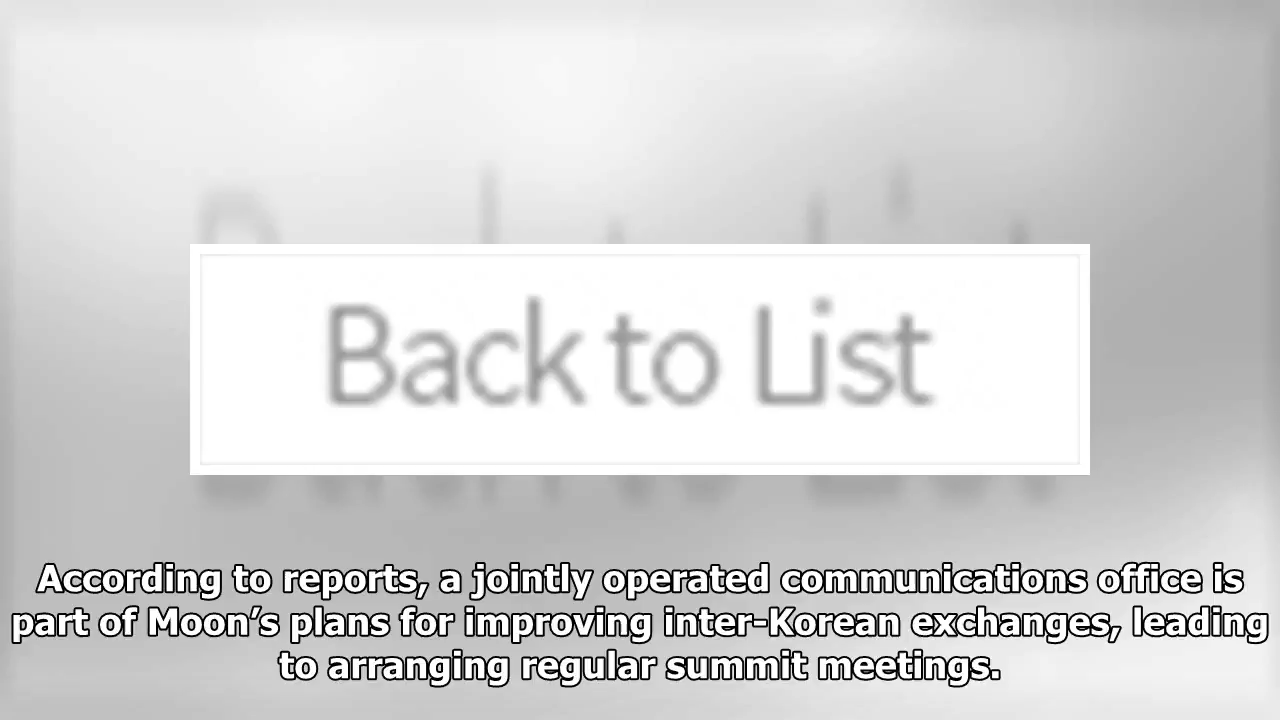 Back to List
According to reports, a jointly operated communications office is
part of Moon’s plans for improving inter-Korean exchanges, leading
to arranging regular summit meetings.